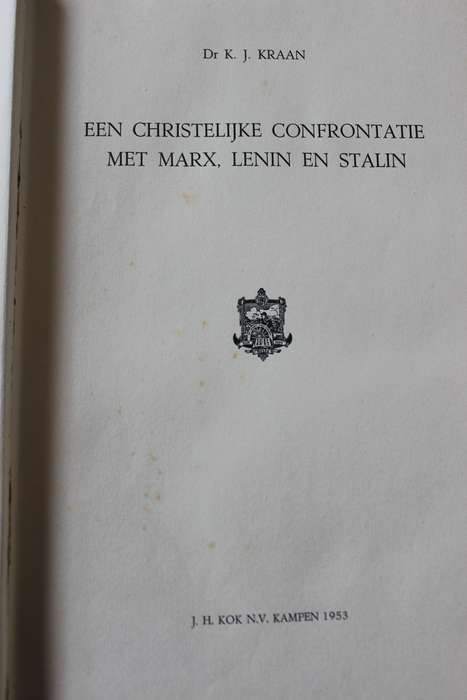 Dr K. J. KRAAN
EEN CHRISTELIJKE CONFRONTATIE
MET MARX, LENIN EN STALIN
J. H. KOK N.V. KAMPEN 1953